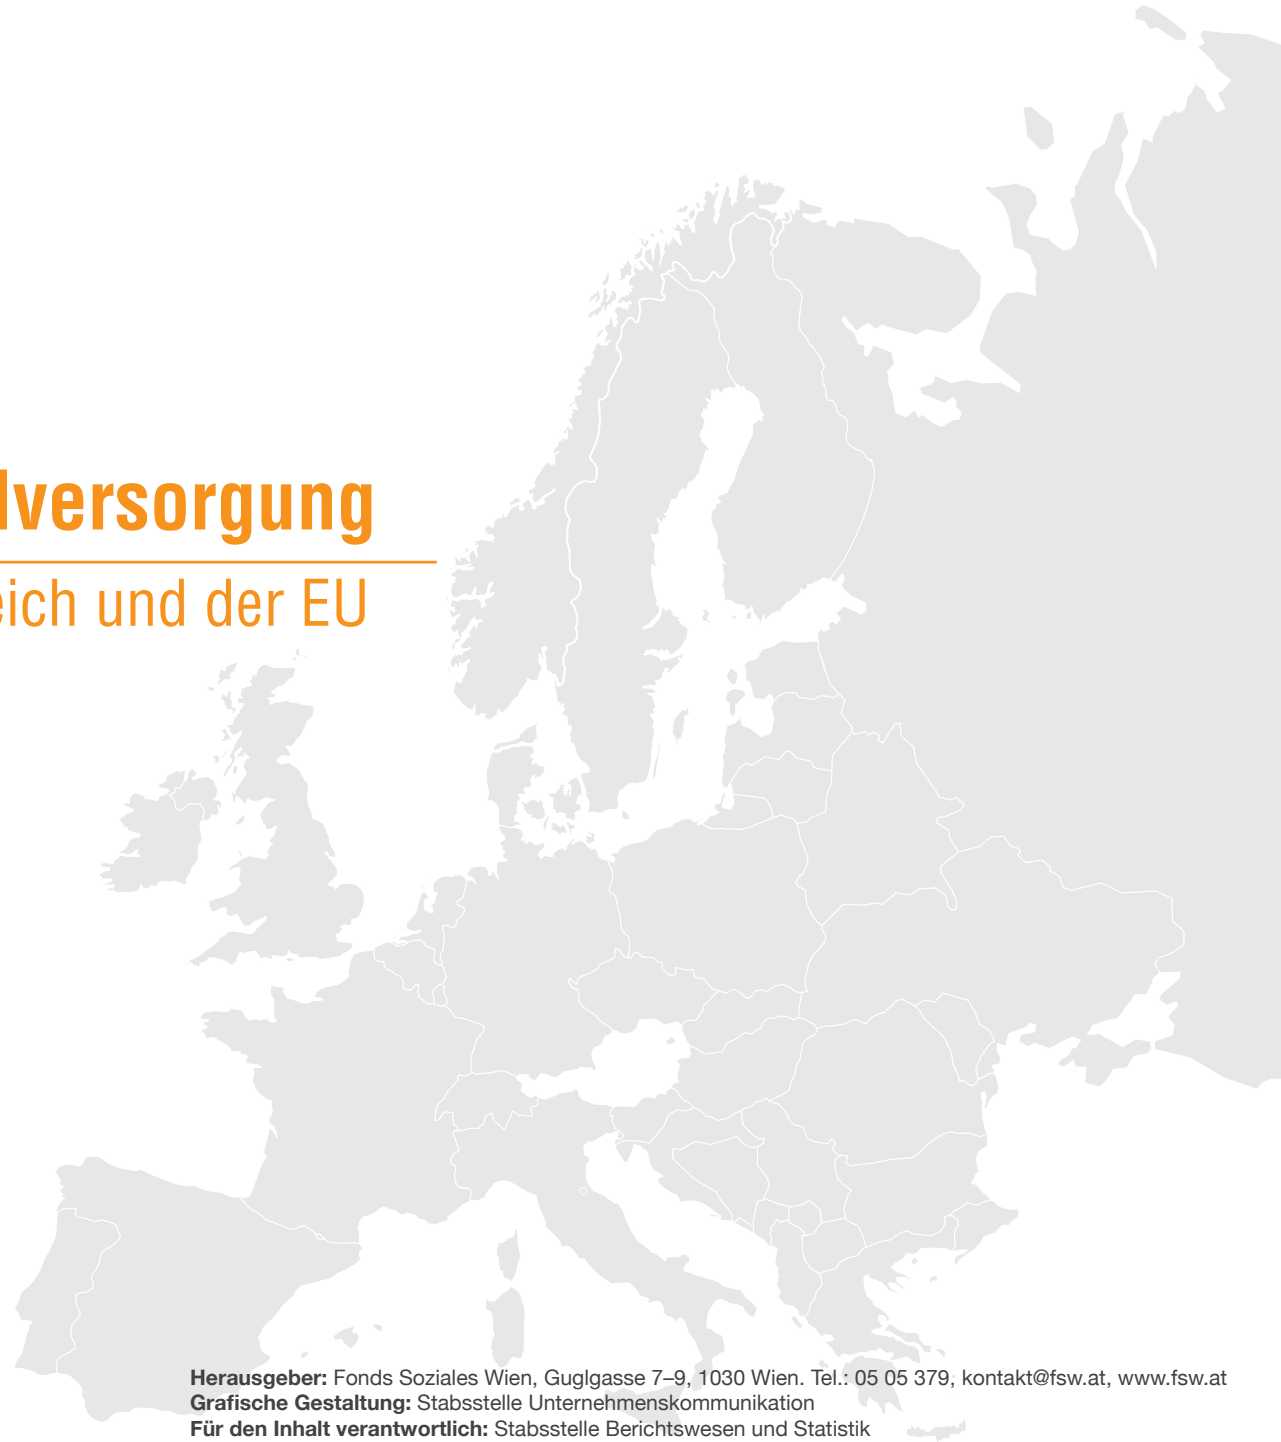 lversorgung
eich und der EU
Herausgeber: Fonds Soziales Wien, Guglgasse 7–9, 1030 Wien. Tel.: 05 05 379, kontakt@fsw.at, www.fsw.at
Grafische Gestaltung: Stabsstelle Unternehmenskommunikation
Für den Inhalt verantwortlich: Stabsstelle Berichtswesen und Statistik